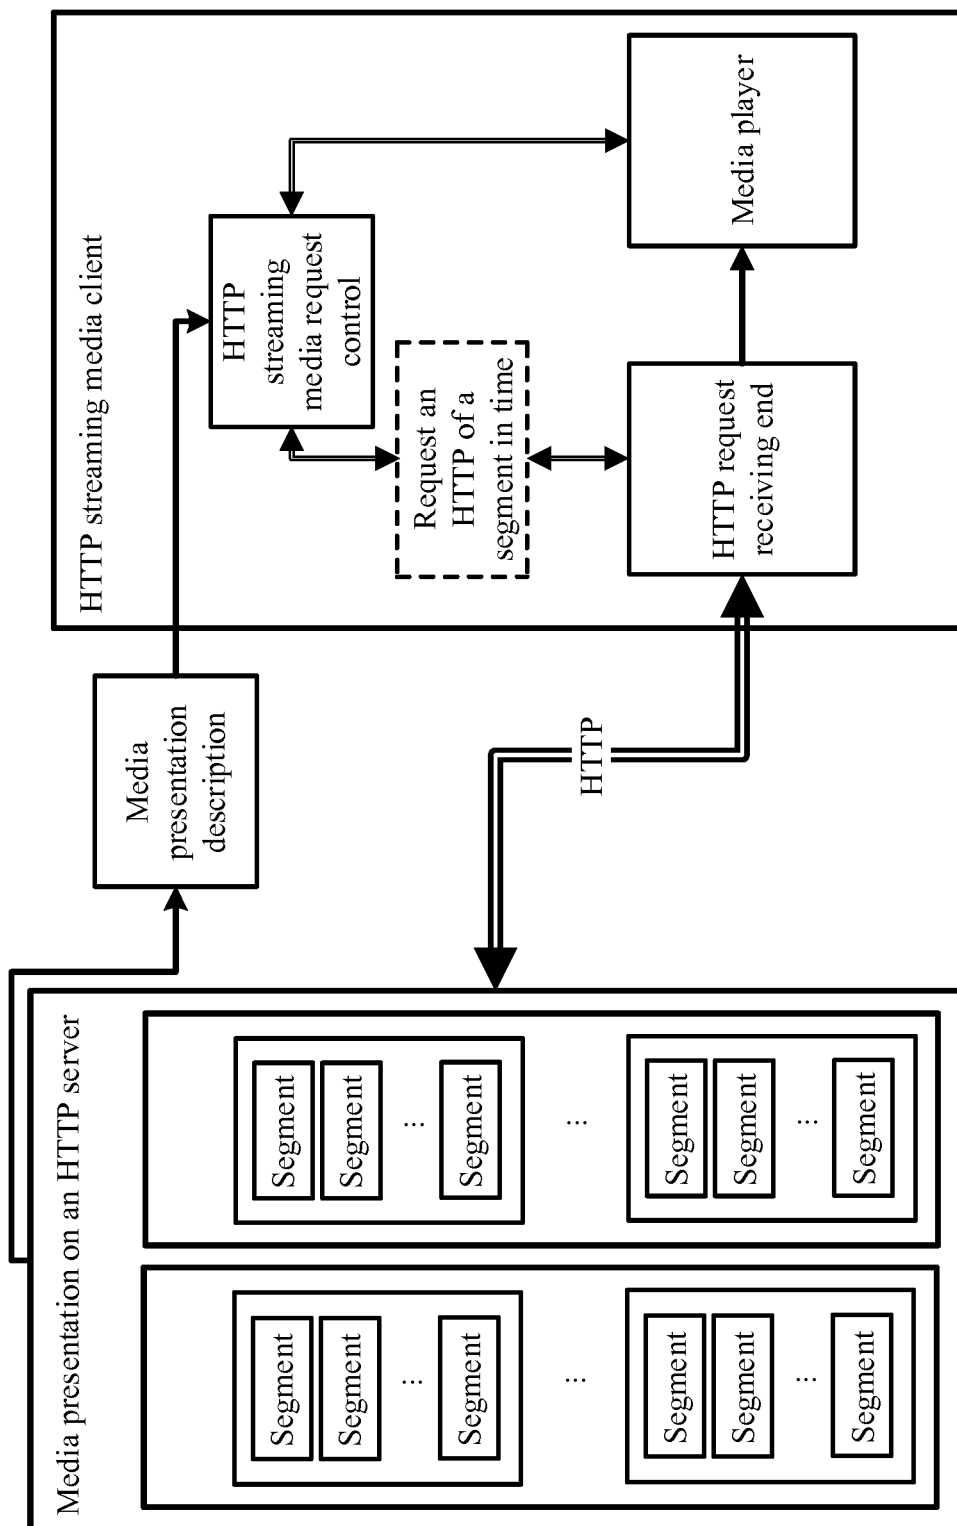 Media presentation on an HTTP server
Segment
Segment
...
Segment
...
Segment
Segment
...
Segment
Segment
Segment
...
Segment
...
Segment
Segment
...
Segment
Media
presentation
description
HTTP
HTTP streaming media client
HTTP
streaming
media request
control
Request an
HTTP of a
segment in time
HTTP request
receiving end
Media player